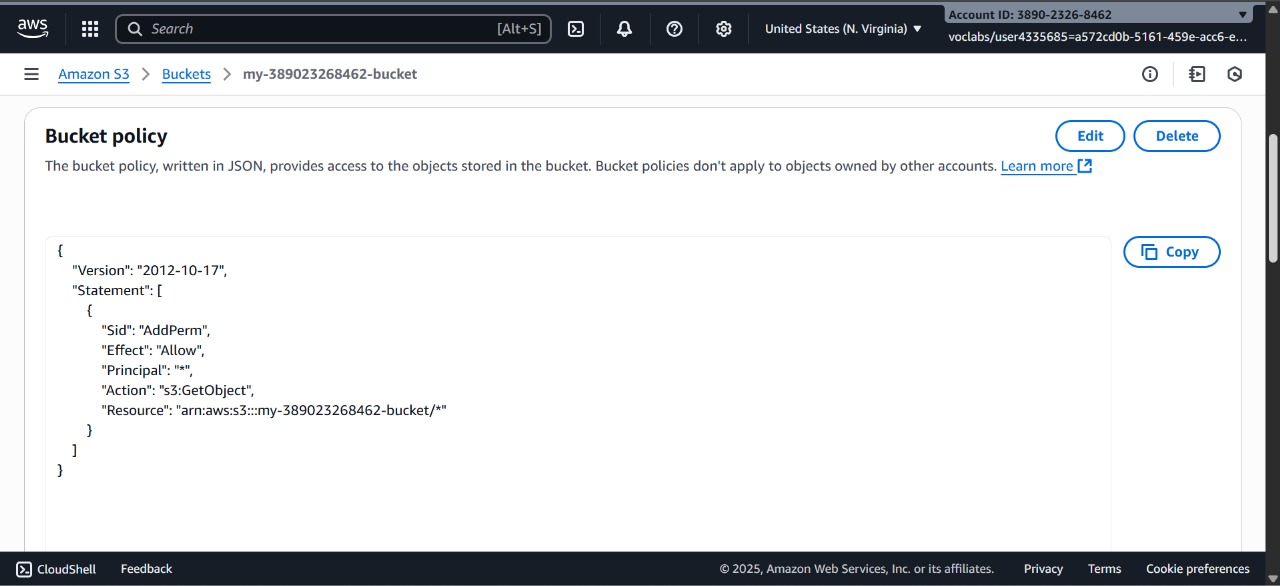 aws
Search
[Alt+S]
United States (N. Virginia)
Account ID: 3890-2326-8462
voclabs/user4335685=a572cd0b-5161-459e-acc6-e...
Amazon S3 > Buckets > my-389023268462-bucket
Bucket policy
Edit
Delete
The bucket policy, written in JSON, provides access to the objects stored in the bucket. Bucket policies don't apply to objects owned by other accounts. Learn more
Copy
{
"Version": "2012-10-17",
"Statement": [
{
"Sid": "AddPerm",
"Effect": "Allow",
"Principal": "*",
"Action": "s3:GetObject",
"Resource": "arn:aws:s3:::my-389023268462-bucket/*"
}
]
}
CloudShell
Feedback
© 2025, Amazon Web Services, Inc. or its affiliates.
Privacy
Terms
Cookie preferences